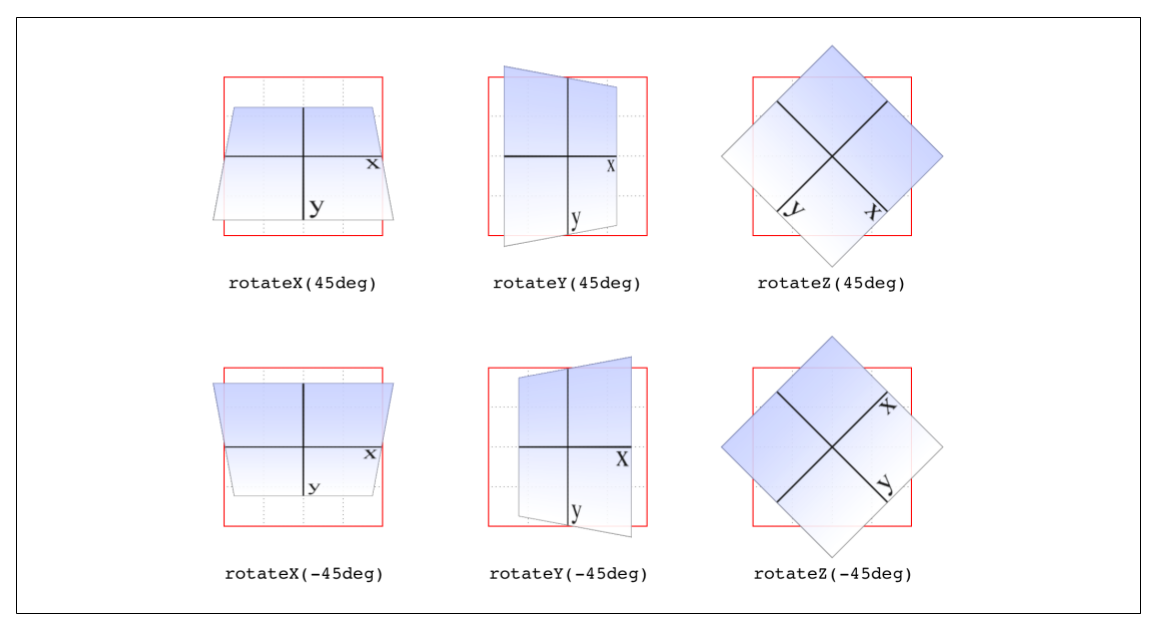 x
y
x
y
y
x
rotateX(45deg)
rotateY(45deg)
rotateZ(45deg)
x
y
x
y
x
y
rotateX(-45deg)
rotateY(-45deg)
rotateZ(-45deg)